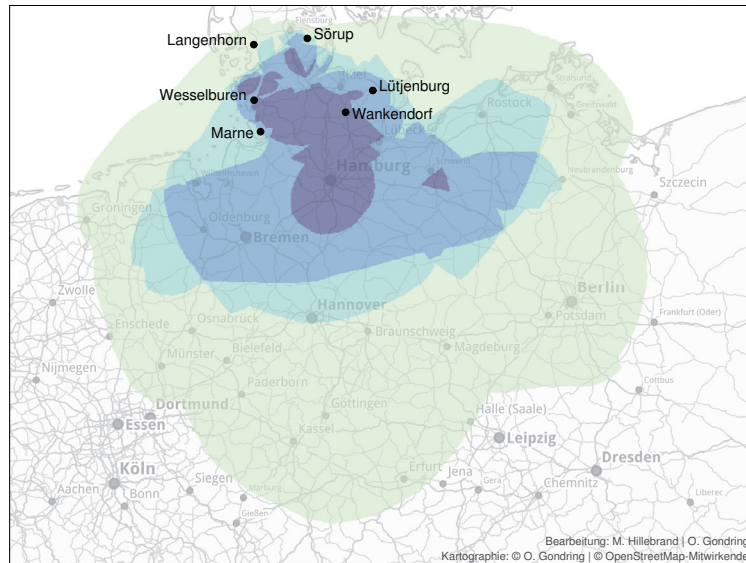 Flensburg
Langenhorn
Sörup
Kiel
Lütjenburg
Stralsund
Wesselburen
Wankendorf
Rostock
Greifswald
Marne
Lübeck
Schwerin
Hamburg
Wilhelmshaven
Neubrandenburg
Szczecin
Groningen
Oldenburg
Bremen
Zwolle
Berlin
Hannover
Potsdam
Frankfurt (Oder)
Enschede
Osnabrück
Braunschweig
Bielefeld
Magdeburg
Nijmegen
Münster
Paderborn
Cottbus
Dortmund
Göttingen
Halle (Saale)
Essen
Kassel
Leipzig
Dresden
Köln
Erfurt
Jena
Gera
Chemnitz
Aachen
Siegen
Marburg
Bonn
Liberec
Gießen
Bearbeitung: M. Hillebrand | O. Gondring
Kartographie: © O. Gondring | © OpenStreetMap-Mitwirkende